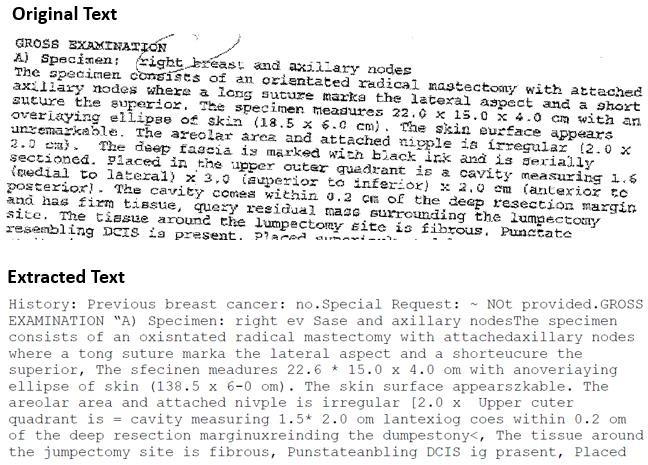 Original Text
GROSS EXAMINATION
A) Specimen: right breast and axillary nodes
The specimen consists of an orientated radical mastectomy with attached
axillary nodes where a long suture marks the lateral aspect and a short
suture the superior. The specimen measures 22.0 x 15.0 x 4.0 cm with an
overlaying ellipse of skin (18.5 x 6.0 cm). The skin surface appears
unremarkable. The areolar area and attached nipple is irregular (2.0 x
2.0 cm). The deep fascia is marked with black ink and is serially
sectioned. Placed in the upper outer quadrant is a cavity measuring 1.6
(medial to lateral) x 3.0 (superior to inferior) x 2.0 cm (anterior to
posterior). The cavity comes within 0.2 cm of the deep resection margin
and has firm tissue, query residual mass surrounding the lumpectomy
site. The tissue around the lumpectomy site is fibrous, Punctate
resembling DCIS is present. Placed
Extracted Text
History: Previous breast cancer: no.Special Request: ~ NOt provided.GROSS
EXAMINATION “A) Specimen: right ev Sase and axillary nodesThe specimen
consists of an oxisntated radical mastectomy with attachedaxillary nodes
where a tong suture marka the lateral aspect and a shorteucure the
superior, The sfecinen meadures 22.6 * 15.0 x 4.0 om with anoveriaying
ellipse of skin (138.5 x 6-0 om). The skin surface appearszkable. The
areolar area and attached nivple is irregular [2.0 x  Upper cuter
quadrant is = cavity measuring 1.5* 2.0 om lantexiog coes within 0.2 om
of the deep resection marginuxreinding the dumpestony<, The tissue around
the jumpectomy site is fibrous, Punstateanbling DCIS ig prasent, Placed